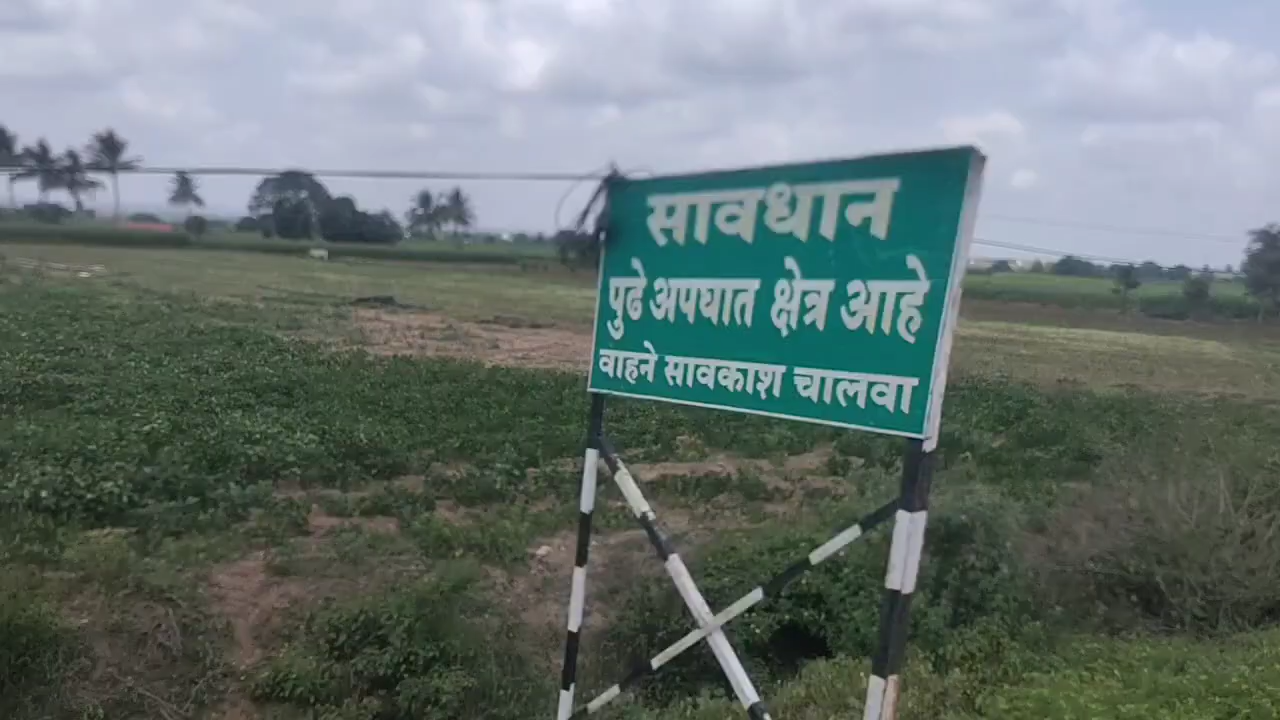 सावधान
पुढे अपघात क्षेत्र आहे
वाहने सावकाश चालवा